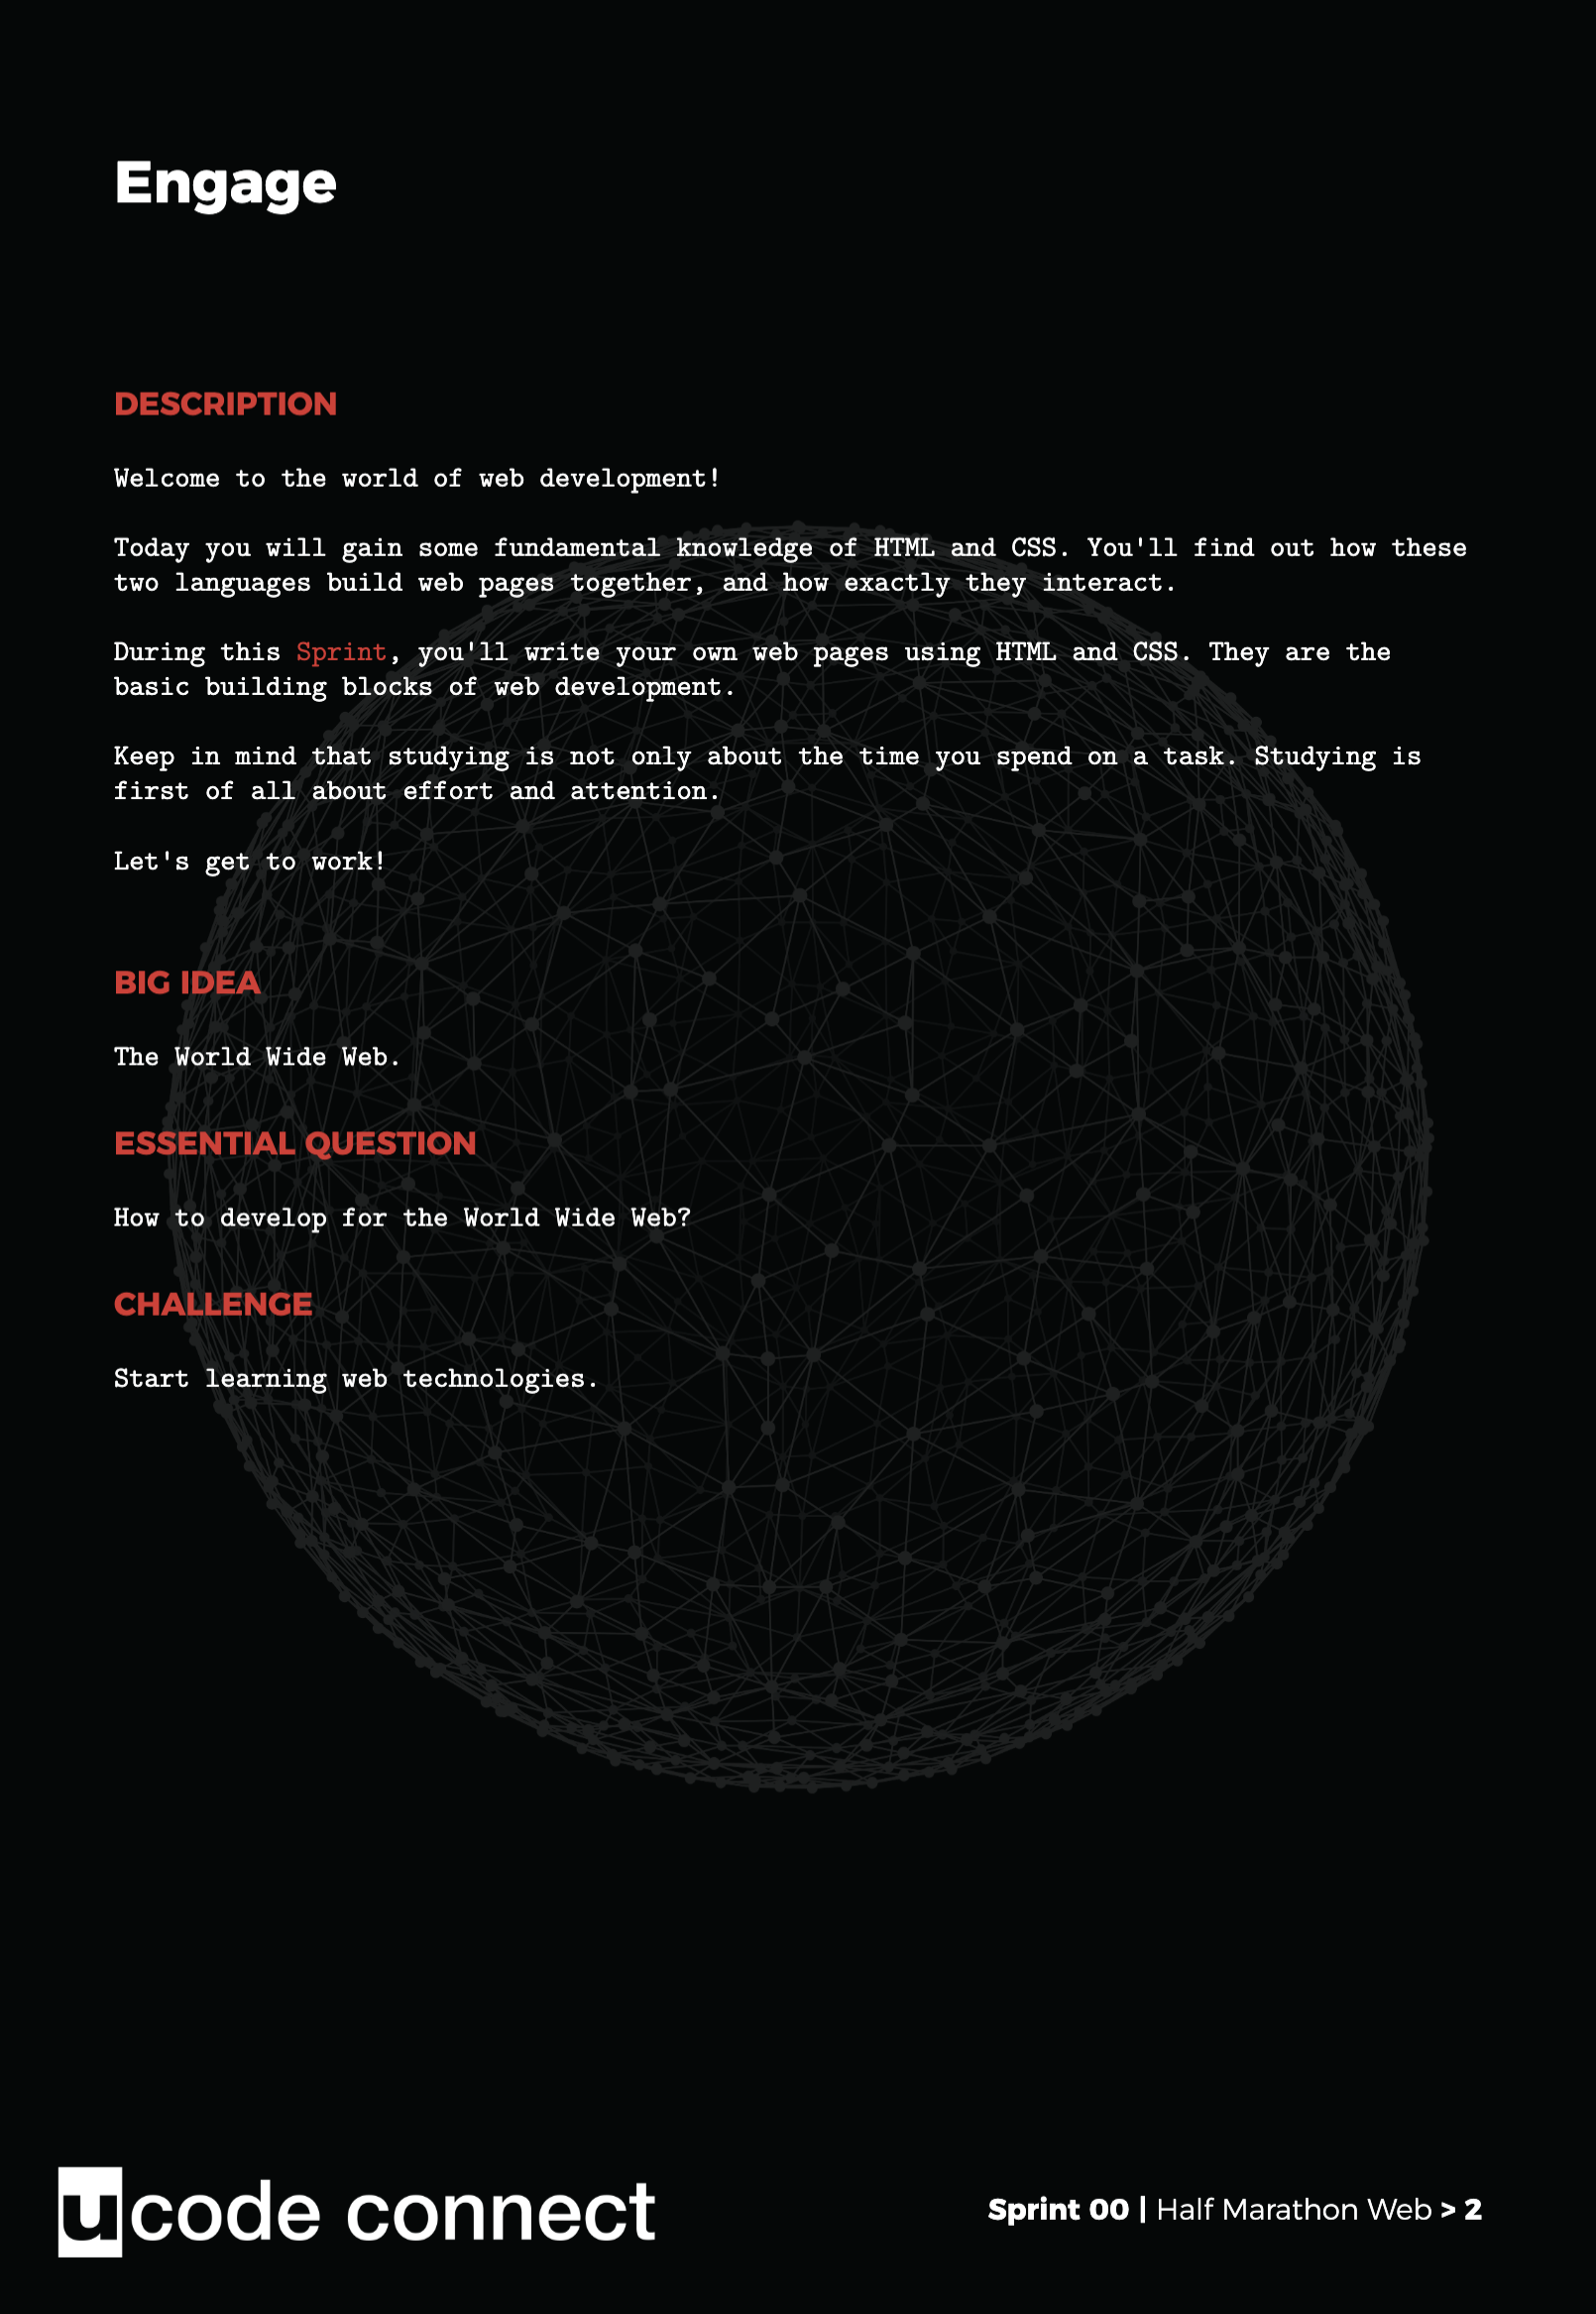 Engage
DESCRIPTION
Welcome to the world of web development!
Today you will gain some fundamental knowledge of HTML and CSS. You'll find out how these
two languages build web pages together, and how exactly they interact.
During this Sprint, you'll write your own web pages using HTML and CSS. They are the
basic building blocks of web development.
Keep in mind that studying is not only about the time you spend on a task. Studying is
first of all about effort and attention.
Let's get to work!
BIG IDEA
The World Wide Web.
ESSENTIAL QUESTION
How to develop for the World Wide Web?
CHALLENGE
Start learning web technologies.
ucode connect
Sprint 00 | Half Marathon Web > 2